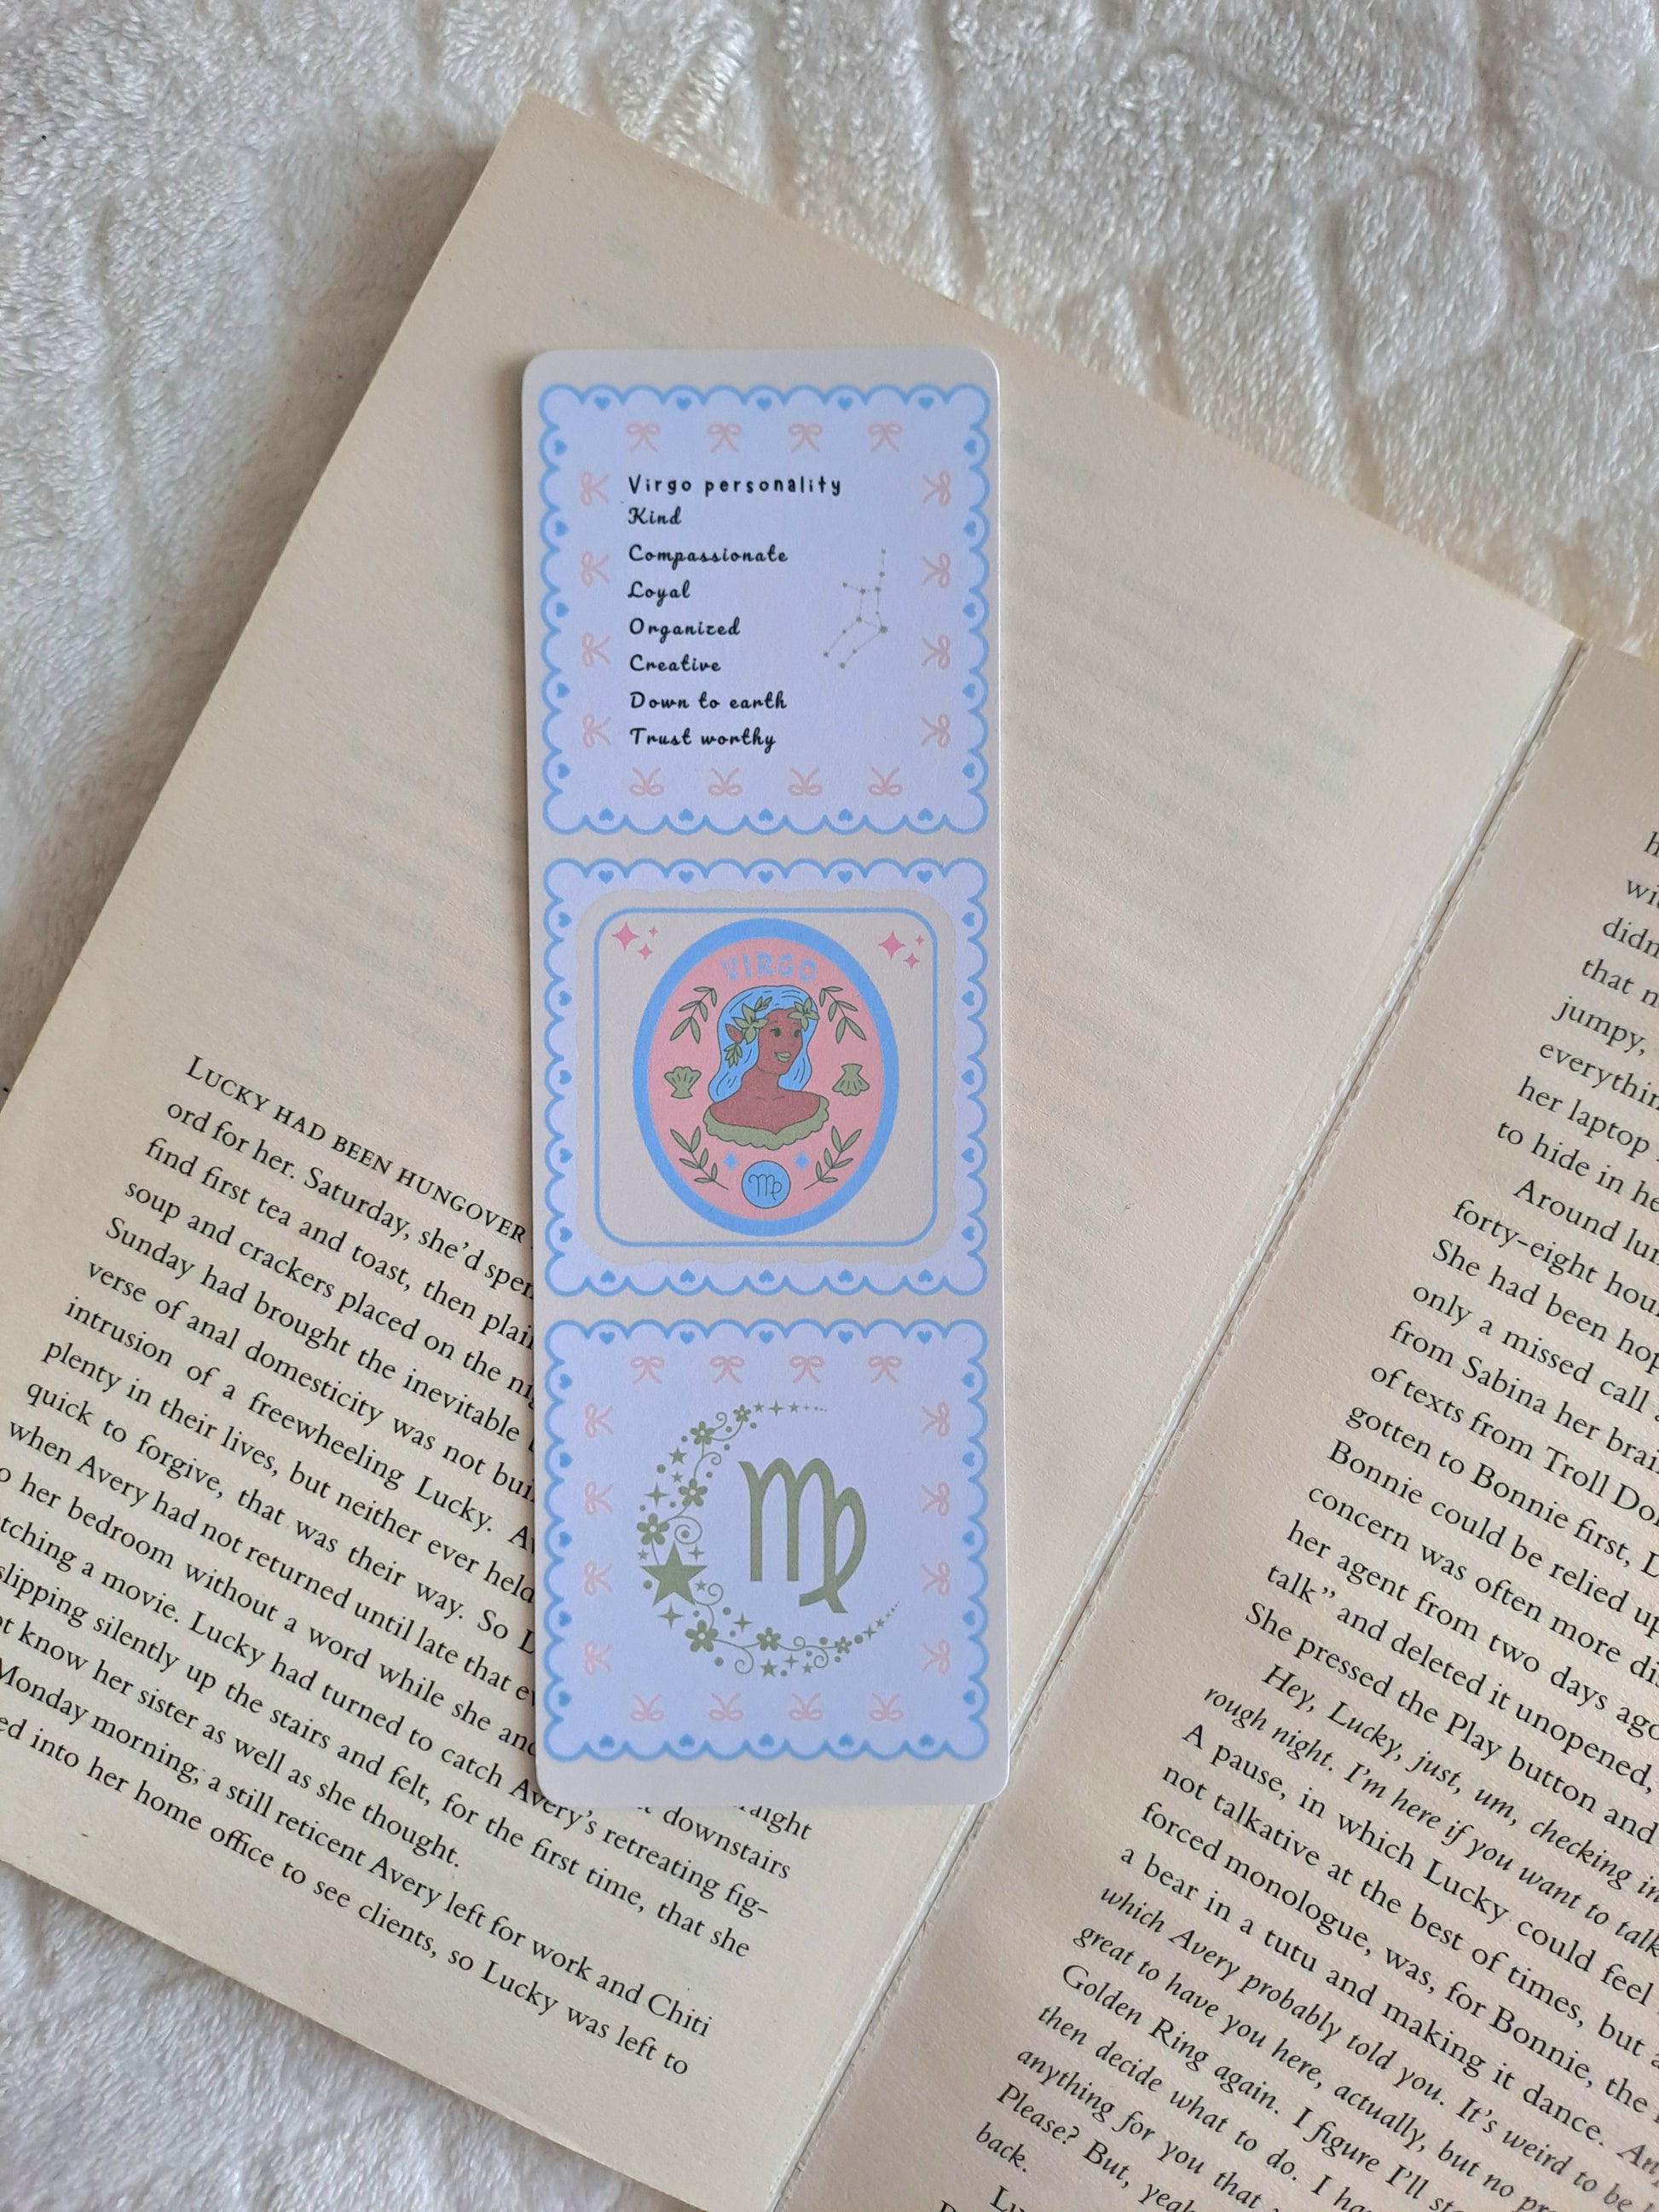 Virgo personality
Kind
Compassionate
Loyal
Organized
Creative
Down to earth
Trust worthy
VIRGO
LUCKY HAD BEEN HUNGOVER
ord for her. Saturday, she'd spen
find first tea and toast, then plain
soup and crackers placed on the
Sunday had brought the inevitable
verse of anal domesticity was not
intrusion of a freewheeling Lucky.
plenty in their lives, but neither ever held
quick to forgive, that was their way. So
when Avery had not returned until late that
her bedroom without a word while she
a movie. Lucky had turned to catch Avery's retreating fig-
slipping silently up the stairs and felt, for the first time, that she
know her sister as well as she thought.
Monday morning, a still reticent Avery left for work and Chiti
into her home office to see clients, so Lucky was left to
downstairs
didn
that
jumpy,
her laptop
to hide in
Around
forty-eight
She had been
only a missed call
from Sabina her
of texts from Troll
gotten to Bonnie first,
Bonnie could be relied
concern was often more
her agent from two days ago
talk” and deleted it unopened,
She pressed the Play button and
Hey, Lucky, just, um, checking in
rough night. I'm here if you want to talk
A pause, in which Lucky could feel
not talkative at the best of times, but
forced monologue, was, for Bonnie, the
a bear in a tutu and making it dance.
which Avery probably told you. It's weird to be
great to have you here, actually, but no
Golden Ring again. I figure I'll
then decide what to do. I
anything for you that
Please? But, yeah
back.